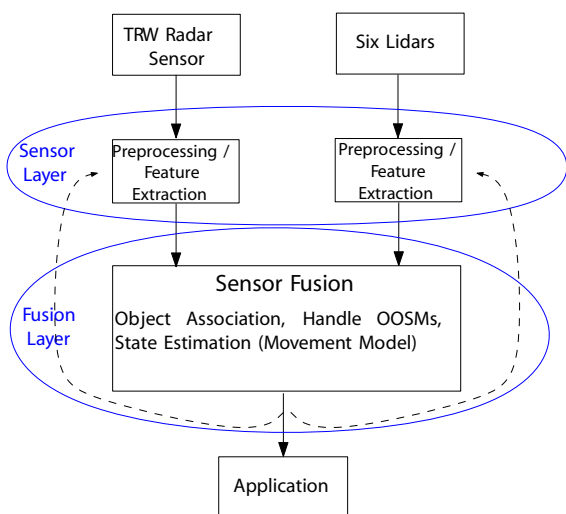 TRW Radar
Sensor
Six Lidars
Sensor
Layer
Preprocessing /
Feature
Extraction
Preprocessing /
Feature
Extraction
Fusion
Layer
Sensor Fusion
Object Association, Handle OOSMs,
State Estimation (Movement Model)
Application